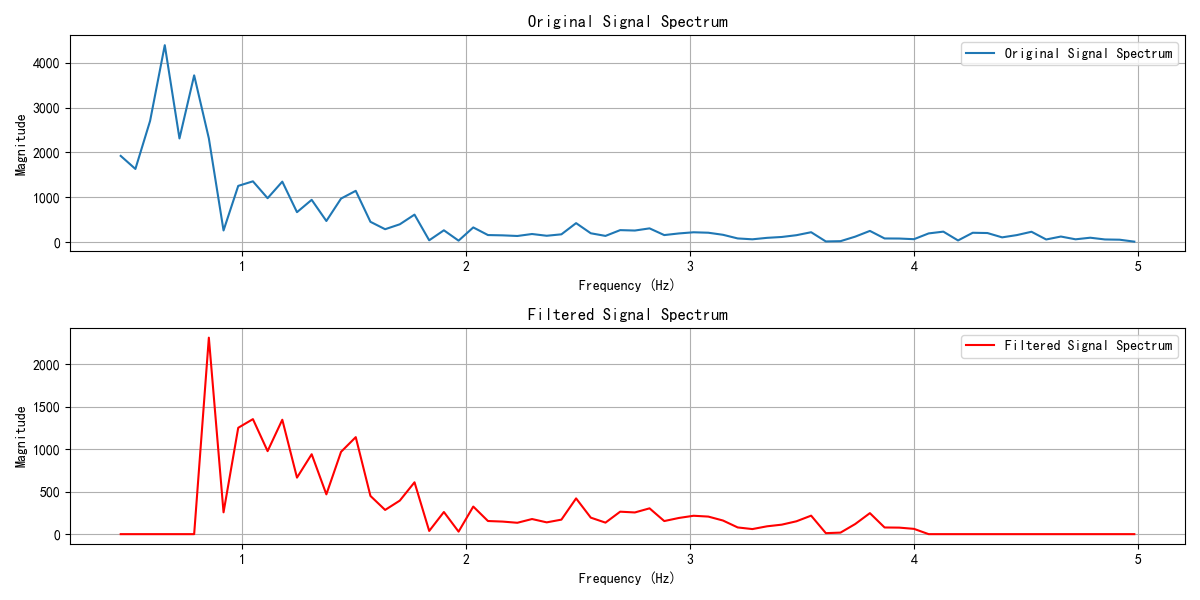 Original Signal Spectrum
Original Signal Spectrum
Magnitude
4000
3000
2000
1000
0
1 2 3 4 5
Frequency (Hz)
Filtered Signal Spectrum
Filtered Signal Spectrum
Magnitude
2000
1500
1000
500
0
1 2 3 4 5
Frequency (Hz)